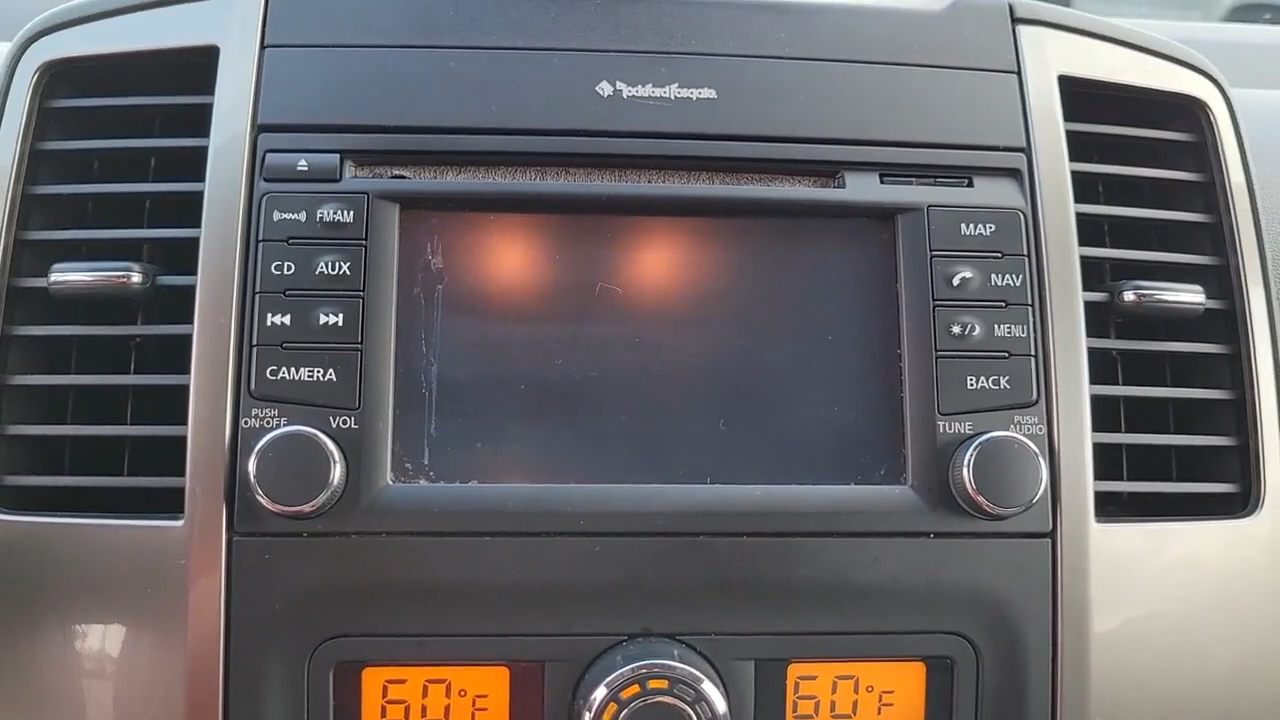 Rockford Fosgate
((XM)) FM·AM
CD AUX
CAMERA
PUSH
ON·OFF
VOL
MAP
NAV
MENU
BACK
TUNE
PUSH
AUDIO
60°F
60°F